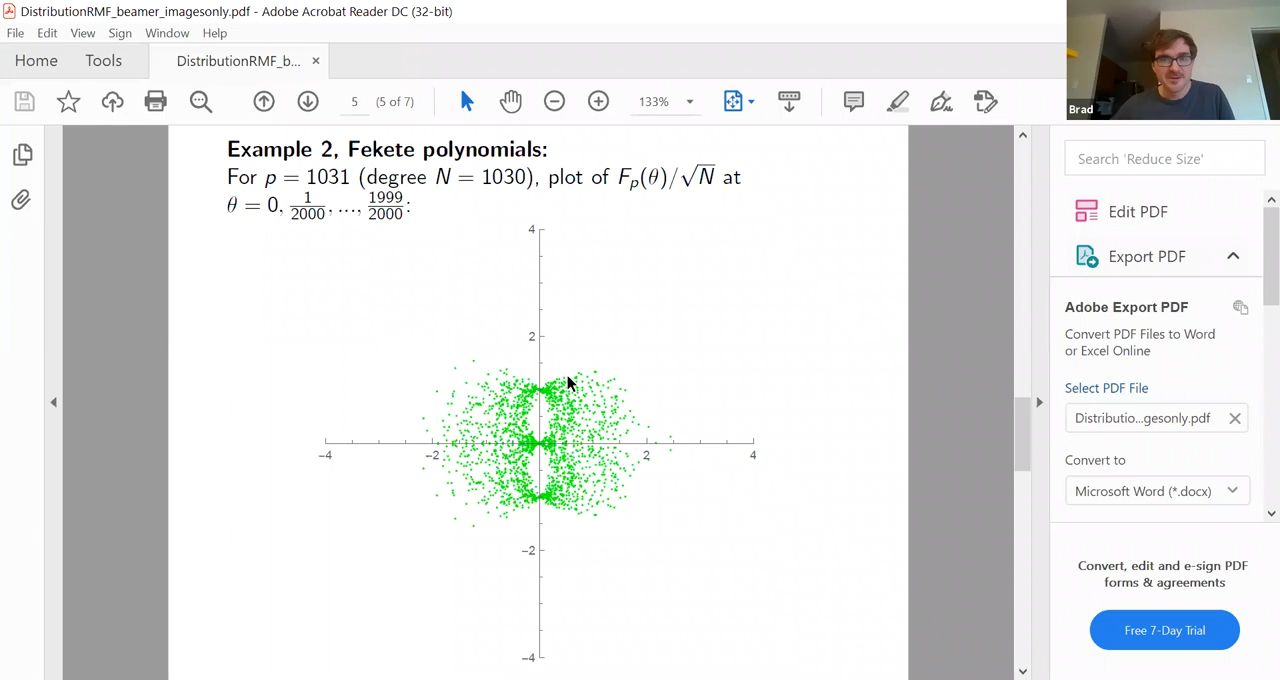 DistributionRMF_beamer_imagesonly.pdf - Adobe Acrobat Reader DC (32-bit)
File Edit View Sign Window Help
Home Tools DistributionRMF_b... ×
5 (5 of 7) 133%
Brad
Example 2, Fekete polynomials:
For p = 1031 (degree N = 1030), plot of Fₚ(θ)/√N at
θ = 0, 1/2000, ..., 1999/2000:
4
2
−4 −2 2 4
−2
−4
Search 'Reduce Size'
Edit PDF
Export PDF
Adobe Export PDF
Convert PDF Files to Word
or Excel Online
Select PDF File
Distributio...gesonly.pdf
Convert to
Microsoft Word (*.docx)
Convert, edit and e-sign PDF
forms & agreements
Free 7-Day Trial